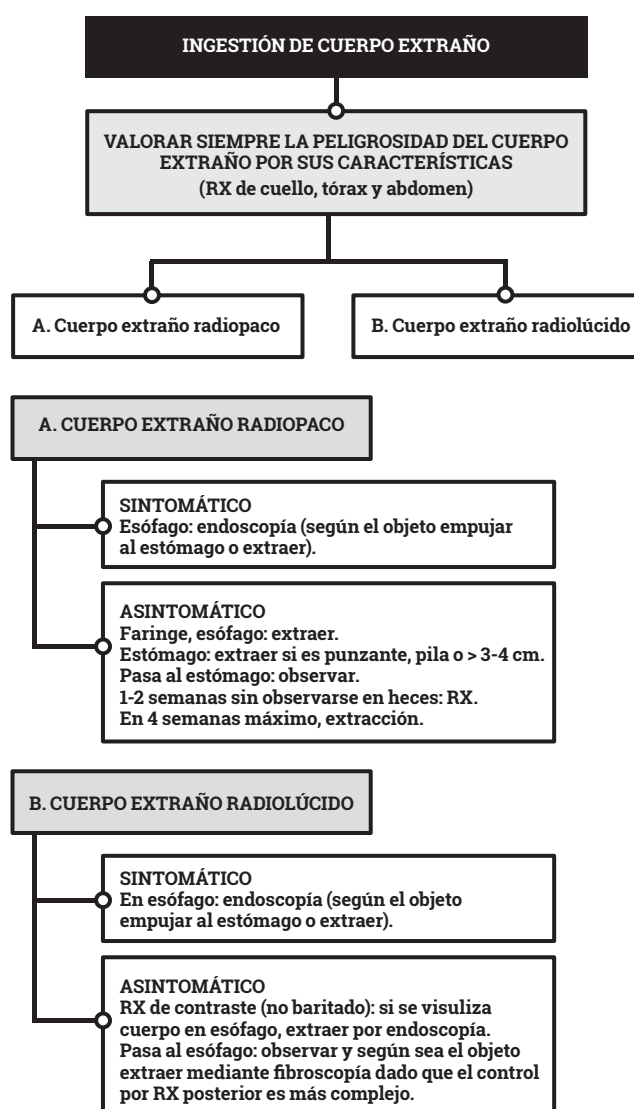 INGESTIÓN DE CUERPO EXTRAÑO
VALORAR SIEMPRE LA PELIGROSIDAD DEL CUERPO
EXTRAÑO POR SUS CARACTERÍSTICAS
(RX de cuello, tórax y abdomen)
A. Cuerpo extraño radiopaco
B. Cuerpo extraño radiolúcido
A. CUERPO EXTRAÑO RADIOPACO
SINTOMÁTICO
Esófago: endoscopía (según el objeto empujar
al estómago o extraer).
ASINTOMÁTICO
Faringe, esófago: extraer.
Estómago: extraer si es punzante, pila o > 3-4 cm.
Pasa al estómago: observar.
1-2 semanas sin observarse en heces: RX.
En 4 semanas máximo, extracción.
B. CUERPO EXTRAÑO RADIOLÚCIDO
SINTOMÁTICO
En esófago: endoscopía (según el objeto
empujar al estómago o extraer).
ASINTOMÁTICO
RX de contraste (no baritado): si se visuliza
cuerpo en esófago, extraer por endoscopía.
Pasa al esófago: observar y según sea el objeto
extraer mediante fibroscopía dado que el control
por RX posterior es más complejo.